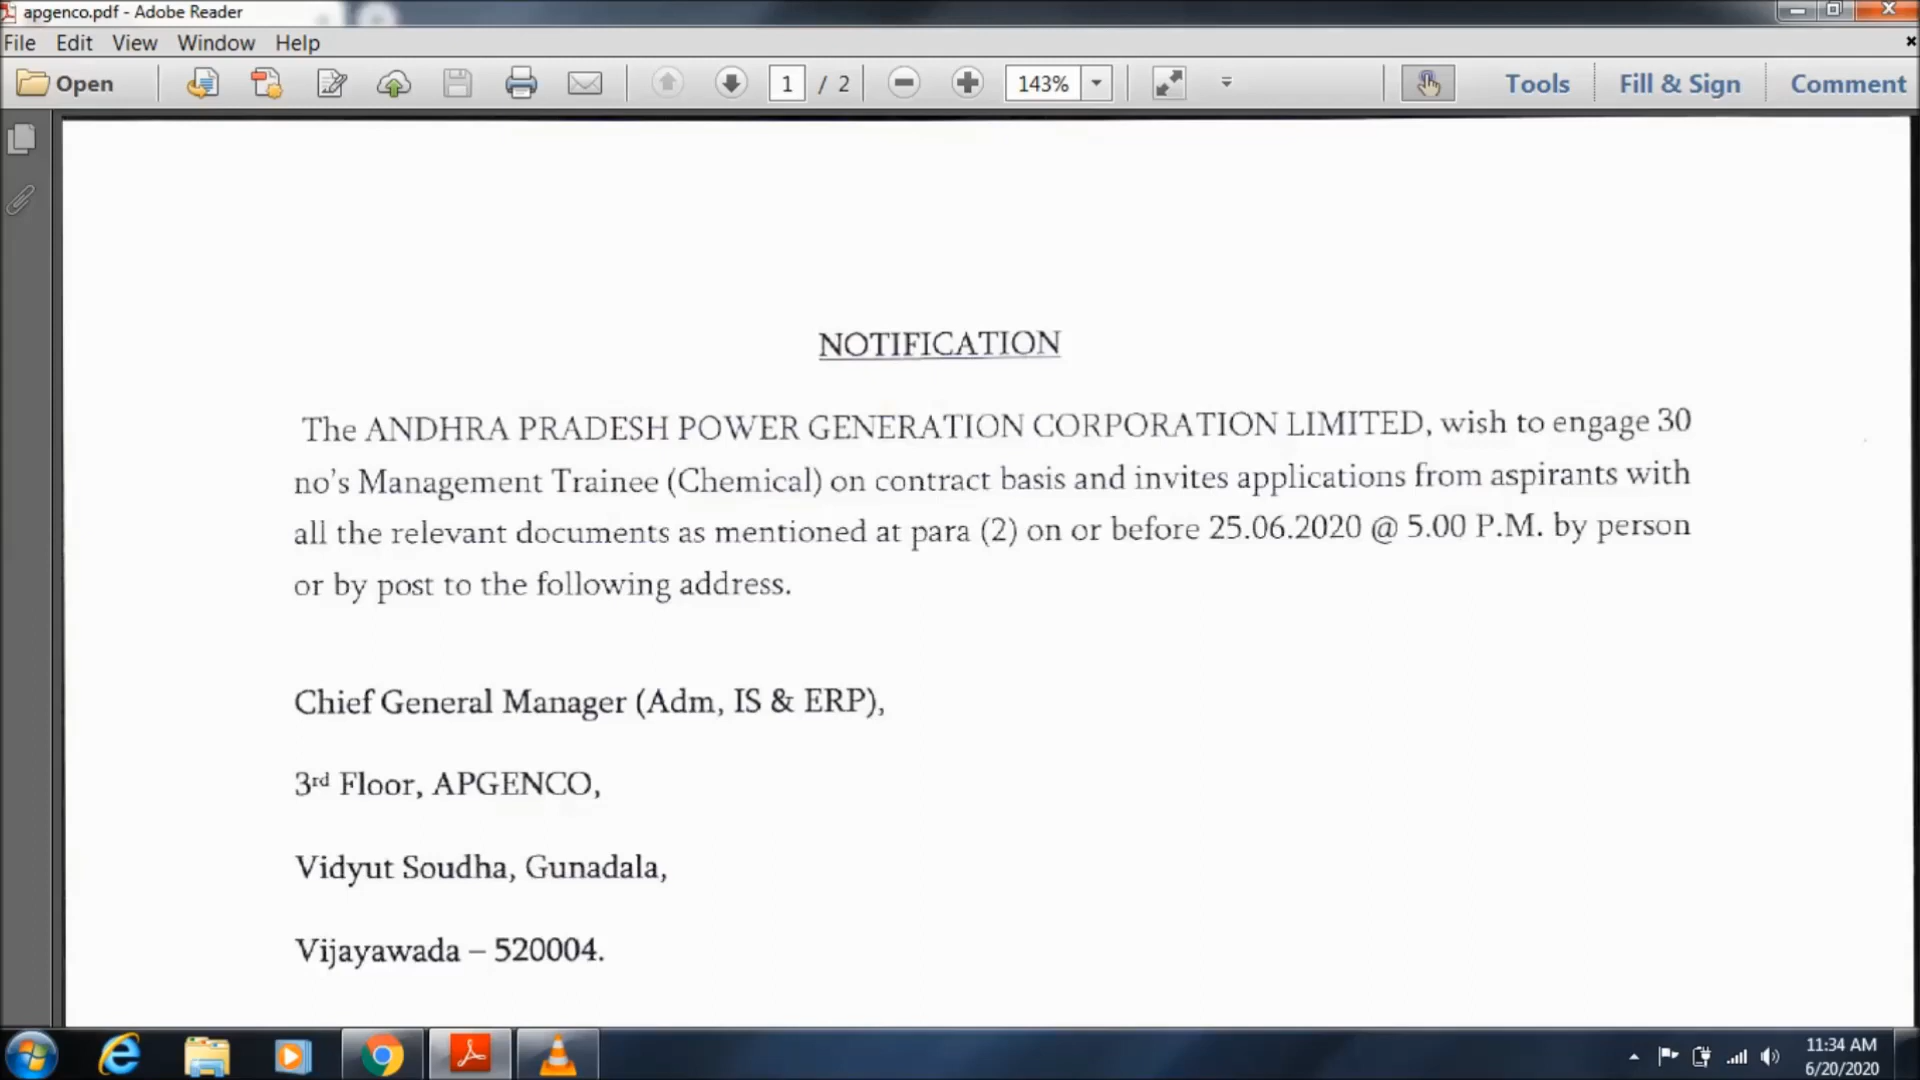 apgenco.pdf - Adobe Reader
File Edit View Window Help
Open 1 / 2 143% Tools Fill & Sign Comment
NOTIFICATION
The ANDHRA PRADESH POWER GENERATION CORPORATION LIMITED, wish to engage 30
no's Management Trainee (Chemical) on contract basis and invites applications from aspirants with
all the relevant documents as mentioned at para (2) on or before 25.06.2020 @ 5.00 P.M. by person
or by post to the following address.
Chief General Manager (Adm, IS & ERP),
3rd Floor, APGENCO,
Vidyut Soudha, Gunadala,
Vijayawada – 520004.
11:34 AM
6/20/2020